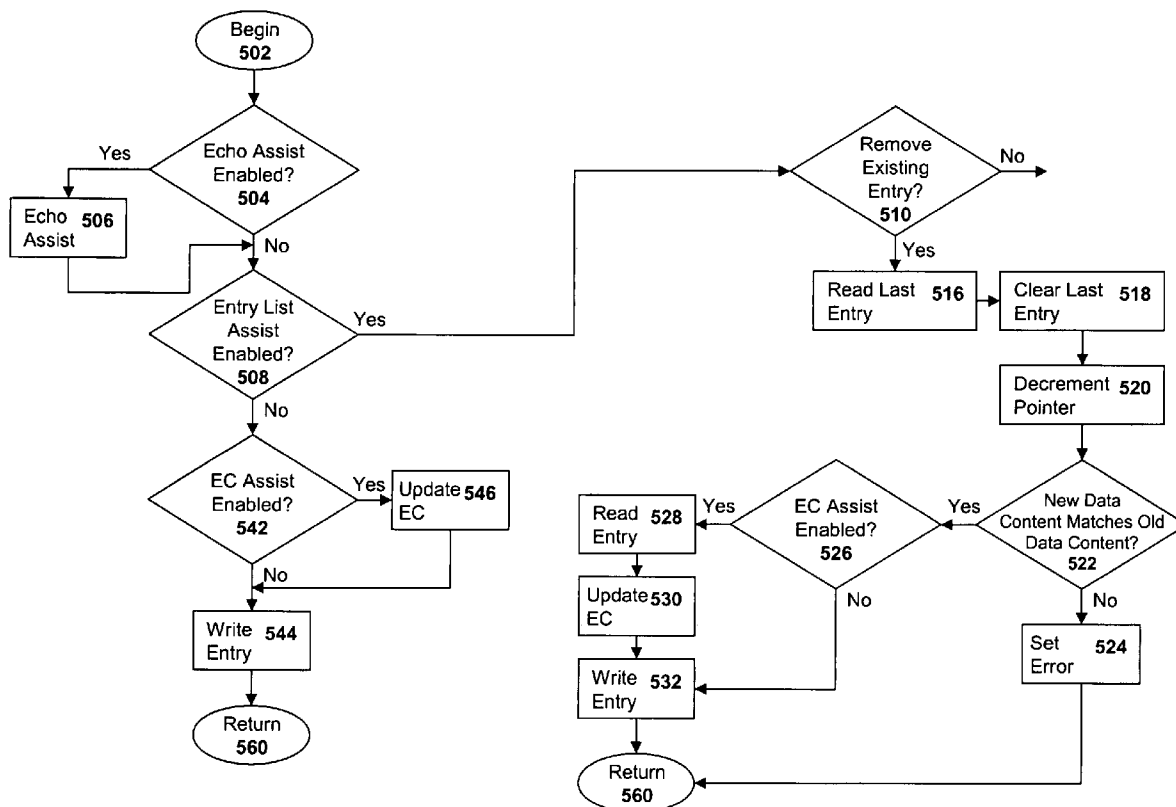 Begin
502
Yes
Echo Assist
Enabled?
504
Echo 506
Assist
No
Entry List
Assist
Enabled?
508
Yes
No
EC Assist
Enabled?
542
Yes
Update 546
EC
No
Write 544
Entry
Return
560
Remove
Existing
Entry?
510
No
Yes
Read Last 516
Entry
Clear Last 518
Entry
Decrement 520
Pointer
New Data
Content Matches Old
Data Content?
522
Yes
No
EC Assist
Enabled?
526
Yes
No
Read 528
Entry
Update 530
EC
Write 532
Entry
Set 524
Error
Return
560